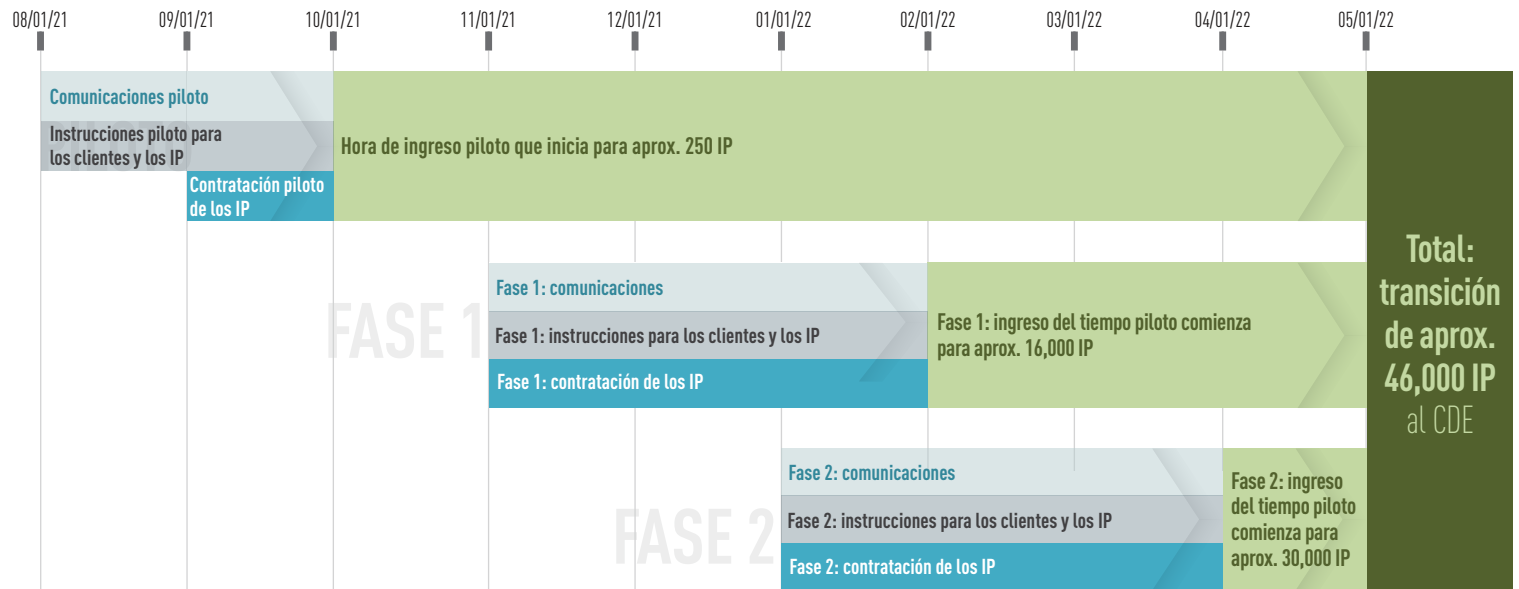 08/01/21 09/01/21 10/01/21 11/01/21 12/01/21 01/01/22 02/01/22 03/01/22 04/01/22 05/01/22
PILOTO
Comunicaciones piloto
Instrucciones piloto para
los clientes y los IP
Contratación piloto
de los IP
Hora de ingreso piloto que inicia para aprox. 250 IP
FASE 1
Fase 1: comunicaciones
Fase 1: instrucciones para los clientes y los IP
Fase 1: contratación de los IP
Fase 1: ingreso del tiempo piloto comienza
para aprox. 16,000 IP
FASE 2
Fase 2: comunicaciones
Fase 2: instrucciones para los clientes y los IP
Fase 2: contratación de los IP
Fase 2: ingreso
del tiempo piloto
comienza para
aprox. 30,000 IP
Total:
transición
de aprox.
46,000 IP
al CDE